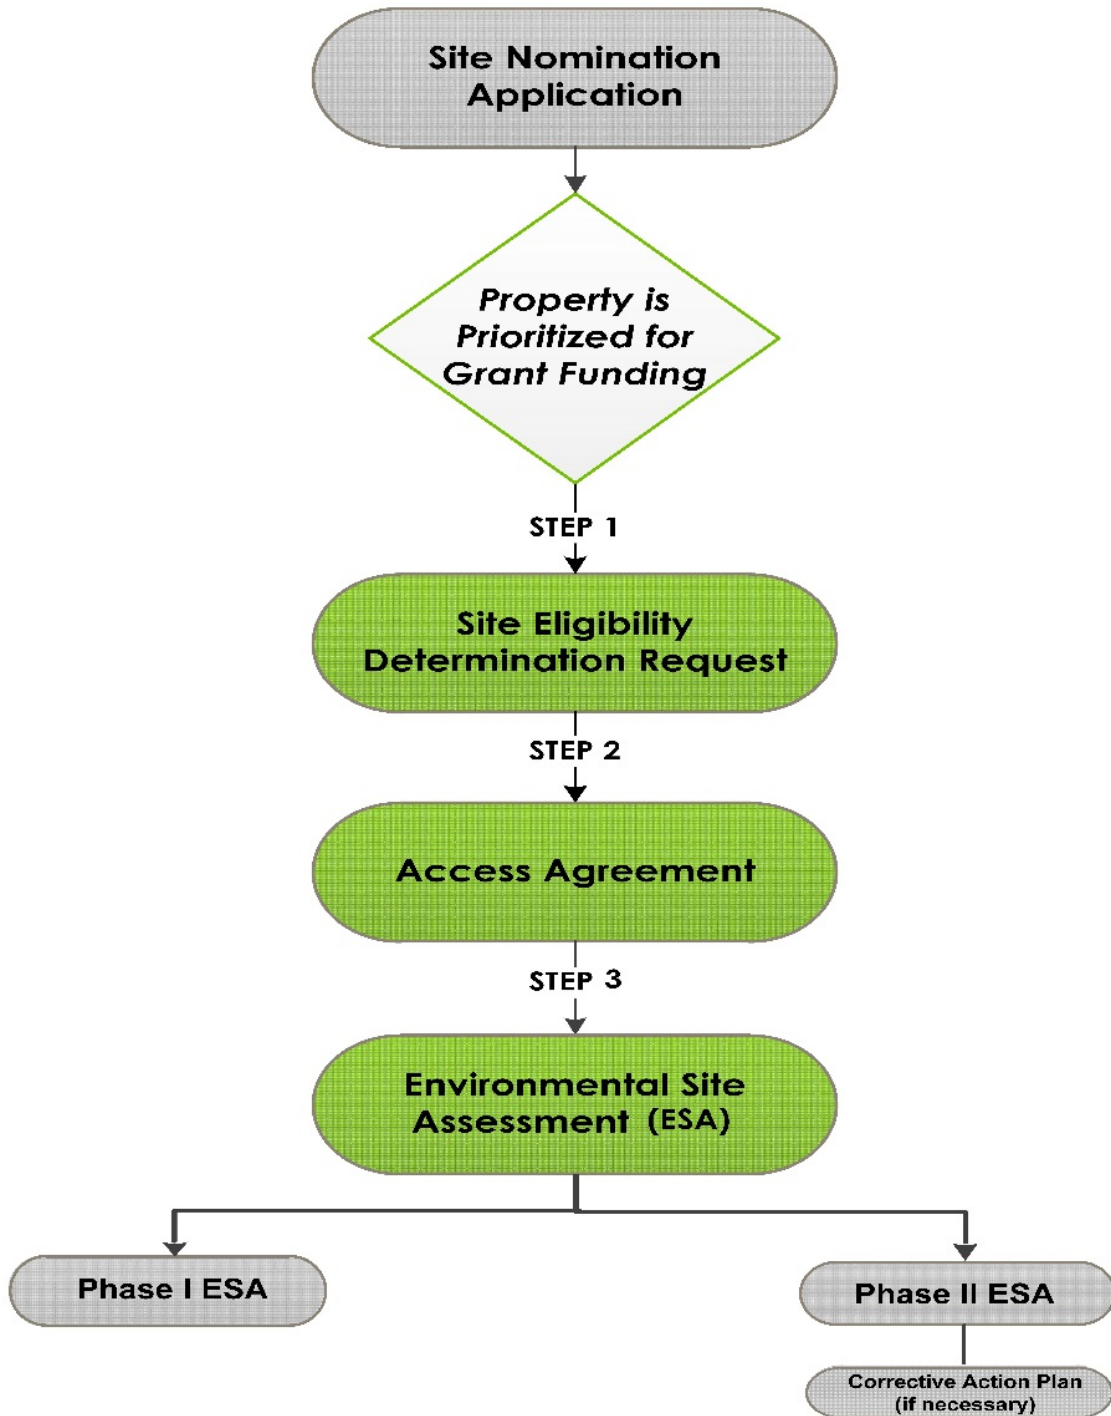 Site Nomination
Application
Property is
Prioritized for
Grant Funding
STEP 1
Site Eligibility
Determination Request
STEP 2
Access Agreement
STEP 3
Environmental Site
Assessment (ESA)
Phase I ESA
Phase II ESA
Corrective Action Plan
(if necessary)